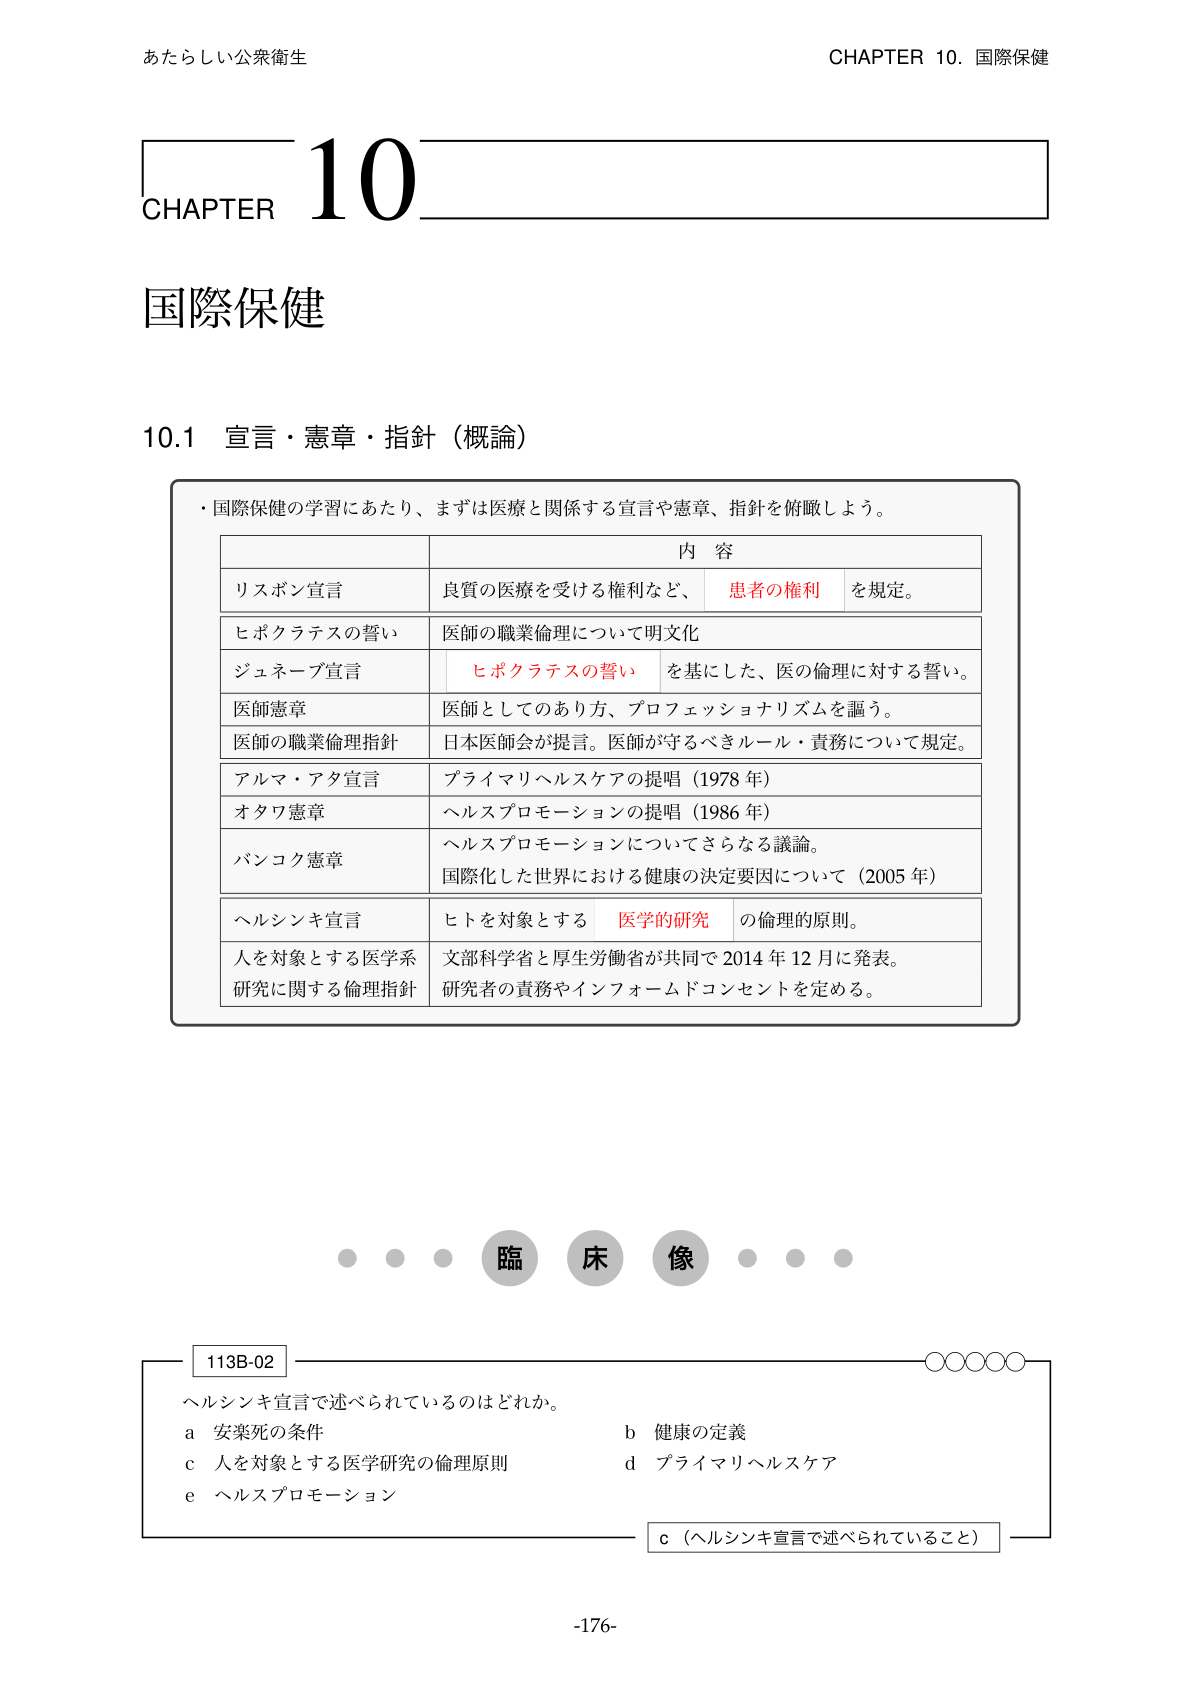 あたらしい公衆衛生
CHAPTER 10. 国際保健
CHAPTER 10
国際保健
10.1 宣言・憲章・指針（概論）
・国際保健の学習にあたり、まずは医療と関係する宣言や憲章、指針を俯瞰しよう。
内 容
リスボン宣言 良質の医療を受ける権利など、 患者の権利 を規定。
ヒポクラテスの誓い 医師の職業倫理について明文化
ジュネーブ宣言 ヒポクラテスの誓い を基にした、医の倫理に対する誓い。
医師憲章 医師としてのあり方、プロフェッショナリズムを謳う。
医師の職業倫理指針 日本医師会が提言。医師が守るべきルール・責務について規定。
アルマ・アタ宣言 プライマリヘルスケアの提唱（1978 年）
オタワ憲章 ヘルスプロモーションの提唱（1986 年）
バンコク憲章 ヘルスプロモーションについてさらなる議論。
国際化した世界における健康の決定要因について（2005 年）
ヘルシンキ宣言 ヒトを対象とする 医学的研究 の倫理的原則。
人を対象とする医学系 文部科学省と厚生労働省が共同で 2014 年 12 月に発表。
研究に関する倫理指針 研究者の責務やインフォームドコンセントを定める。
臨 床 像
113B-02
ヘルシンキ宣言で述べられているのはどれか。
a 安楽死の条件 b 健康の定義
c 人を対象とする医学研究の倫理原則 d プライマリヘルスケア
e ヘルスプロモーション
c （ヘルシンキ宣言で述べられていること）
-176-